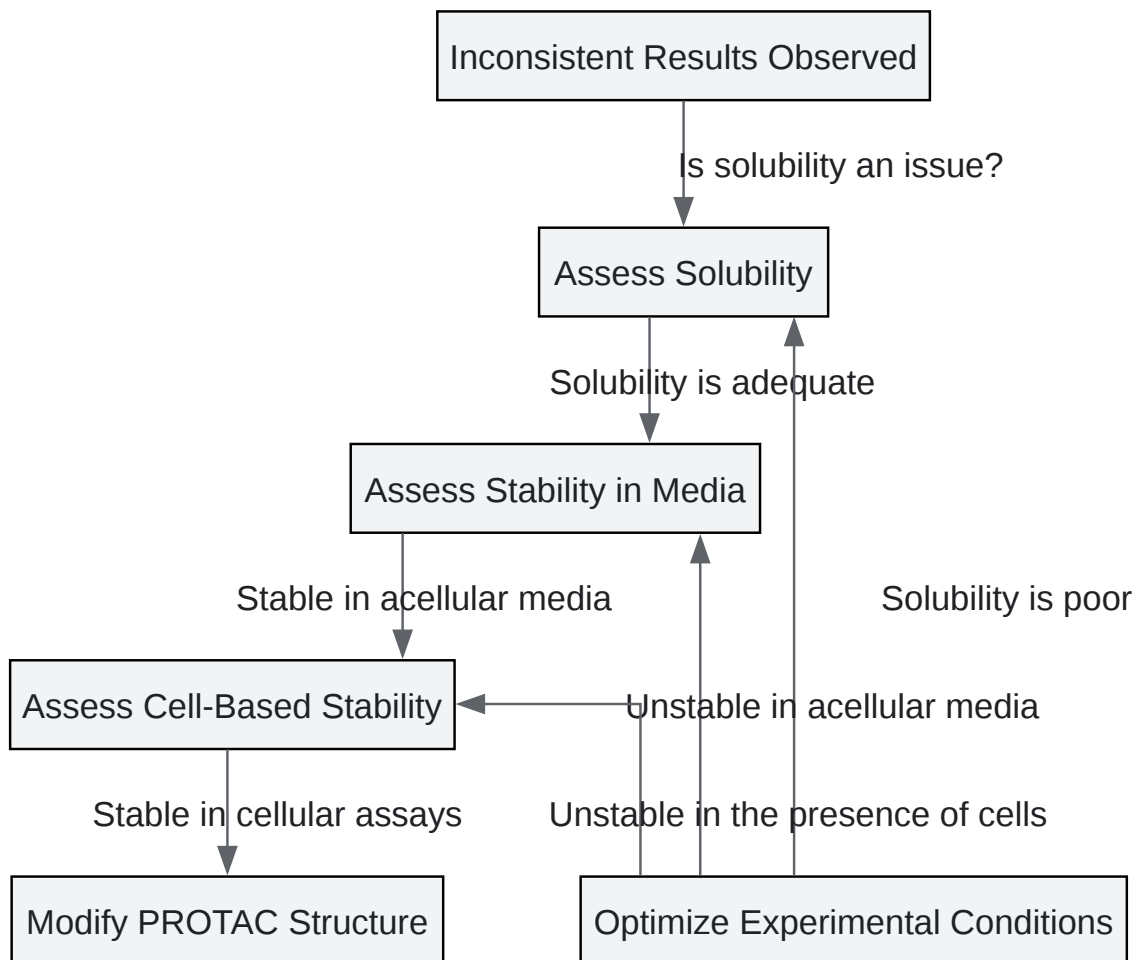 Inconsistent Results Observed
Is solubility an issue?
Assess Solubility
Solubility is adequate
Assess Stability in Media
Stable in acellular media
Solubility is poor
Assess Cell-Based Stability
Unstable in acellular media
Stable in cellular assays
Unstable in the presence of cells
Modify PROTAC Structure
Optimize Experimental Conditions